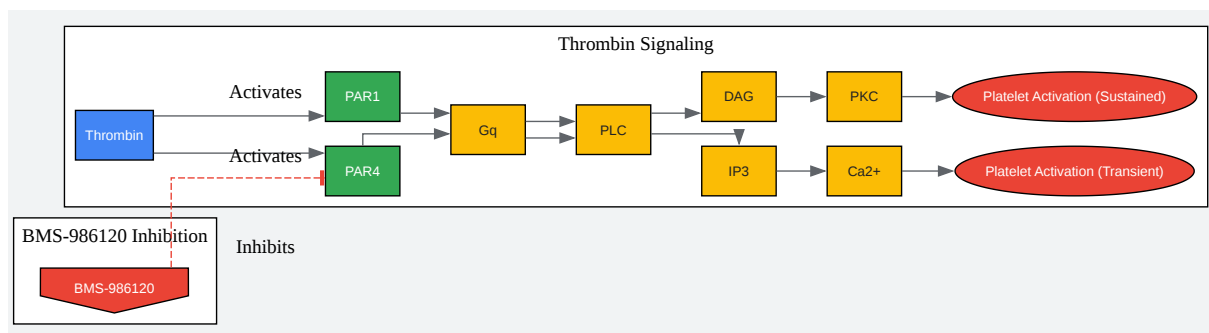 Thrombin Signaling
Activates
PAR1
DAG
PKC
Platelet Activation (Sustained)
Thrombin
Gq
PLC
Activates
PAR4
IP3
Ca2+
Platelet Activation (Transient)
BMS-986120 Inhibition
Inhibits
BMS-986120